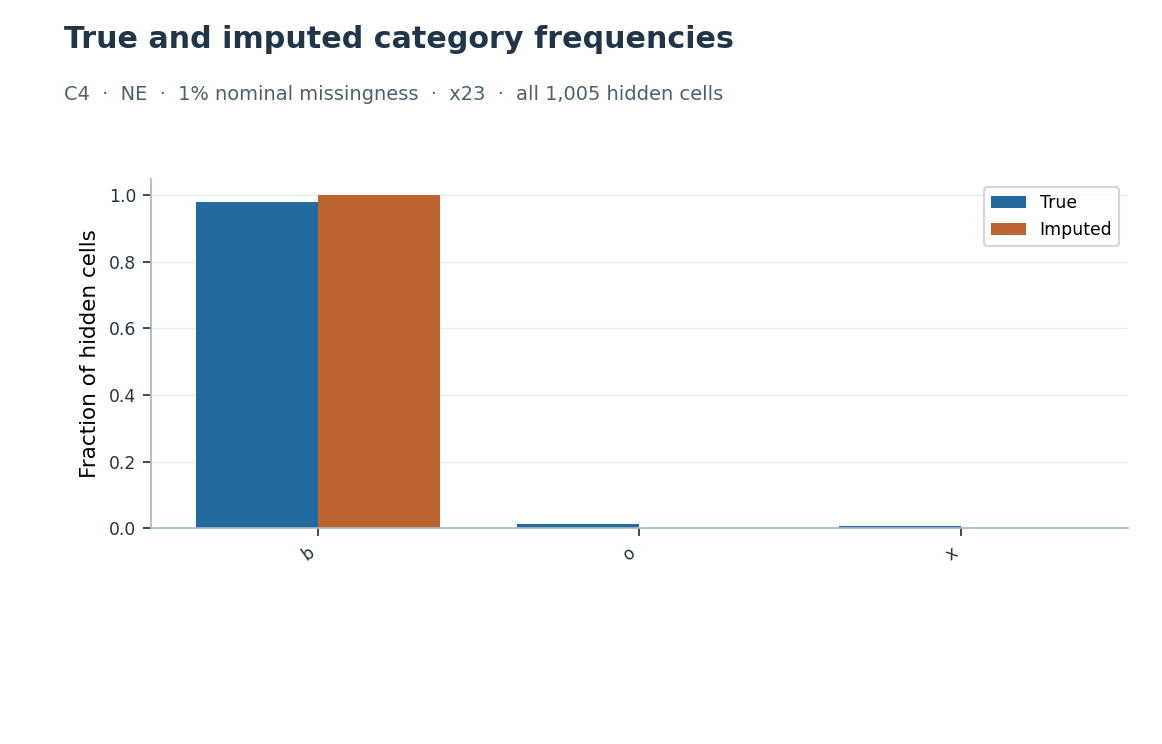 True and imputed category frequencies
C4 · NE · 1% nominal missingness · x23 · all 1,005 hidden cells
Fraction of hidden cells
1.0
0.8
0.6
0.4
0.2
0.0
True
Imputed
b
o
x